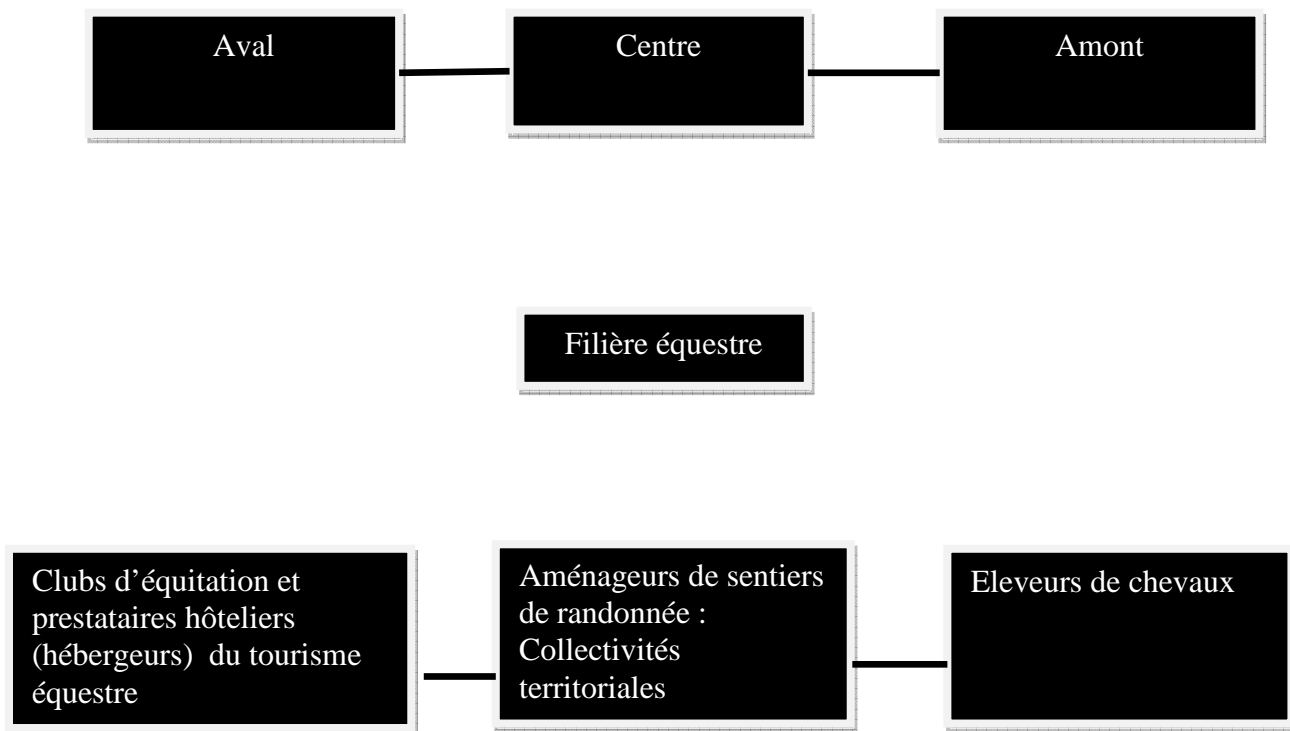 Aval
Centre
Amont
Filière équestre
Clubs d'équitation et
prestataires hôteliers
(hébergeurs) du tourisme
équestre
Aménageurs de sentiers
de randonnée :
Collectivités
territoriales
Eleveurs de chevaux